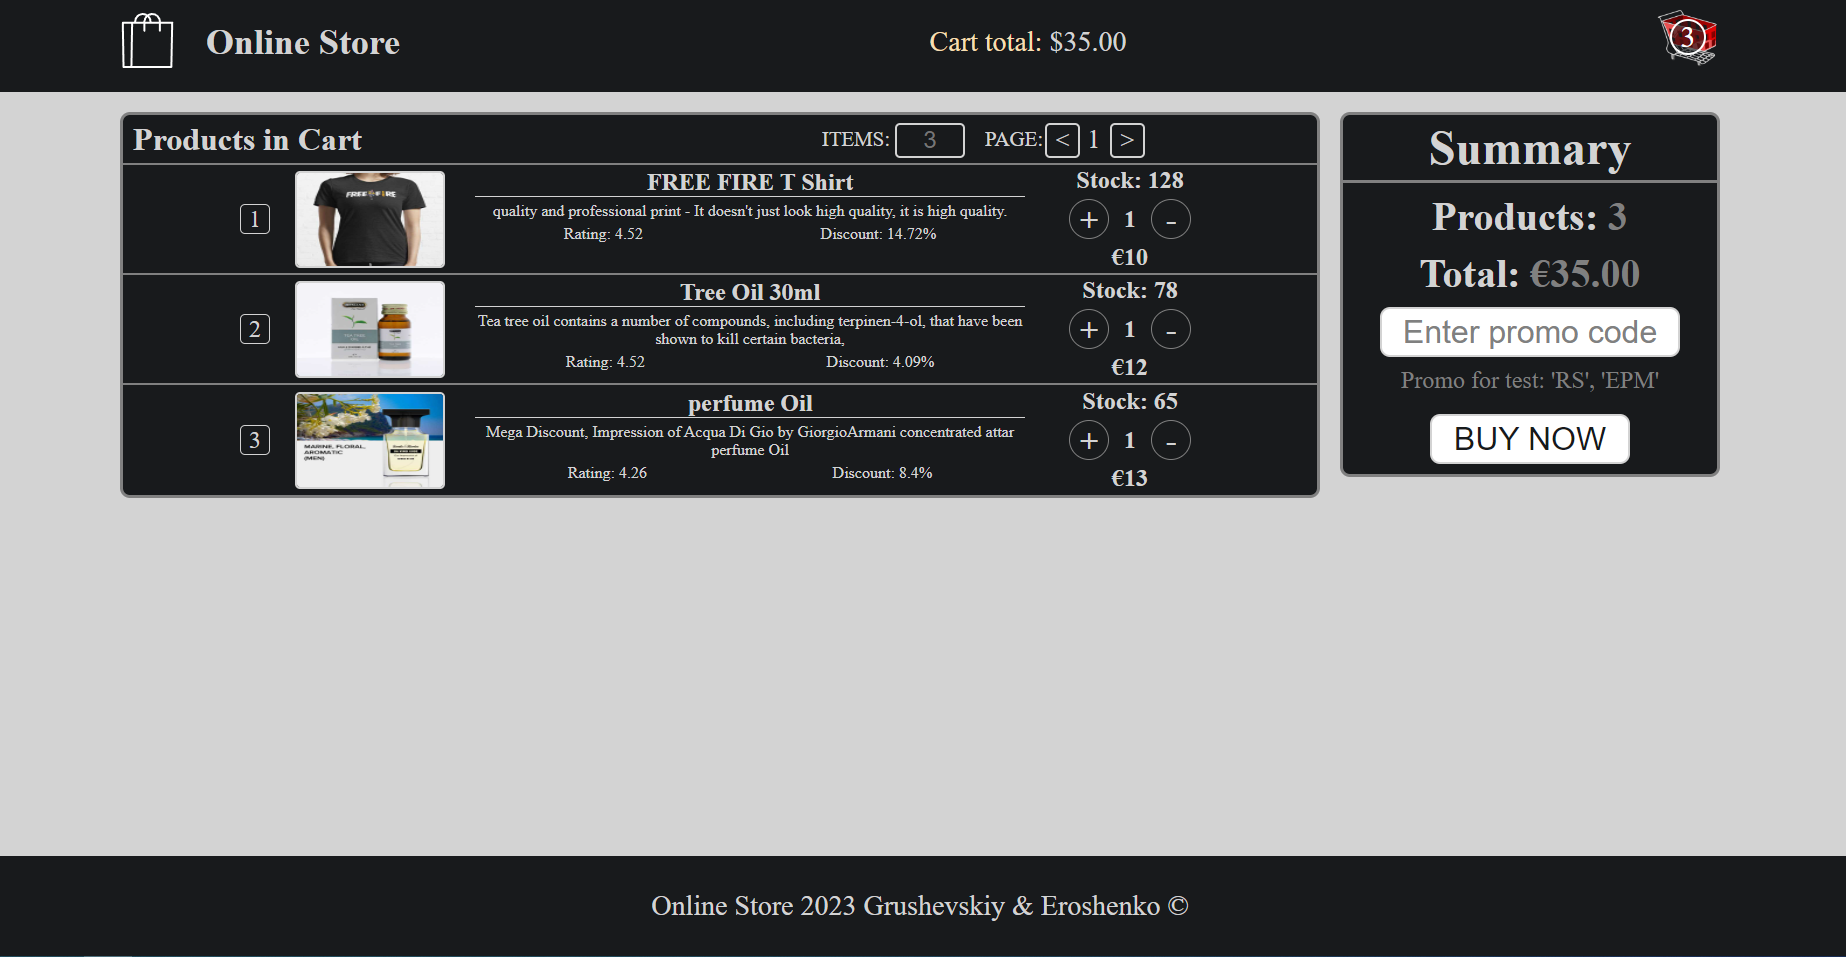 Online Store
Cart total: $35.00
3
Products in Cart
ITEMS: 3 PAGE: < 1 >
1
FREE FIRE
FREE FIRE T Shirt
quality and professional print - It doesn't just look high quality, it is high quality.
Rating: 4.52 Discount: 14.72%
Stock: 128
+ 1 -
€10
2
TEA TREE
OIL
Tree Oil 30ml
Tea tree oil contains a number of compounds, including terpinen-4-ol, that have been
shown to kill certain bacteria,
Rating: 4.52 Discount: 4.09%
Stock: 78
+ 1 -
€12
3
MARINE, FLORAL,
AROMATIC
(MEN)
perfume Oil
Mega Discount, Impression of Acqua Di Gio by GiorgioArmani concentrated attar
perfume Oil
Rating: 4.26 Discount: 8.4%
Stock: 65
+ 1 -
€13
Summary
Products: 3
Total: €35.00
Enter promo code
Promo for test: 'RS', 'EPM'
BUY NOW
Online Store 2023 Grushevskiy & Eroshenko ©